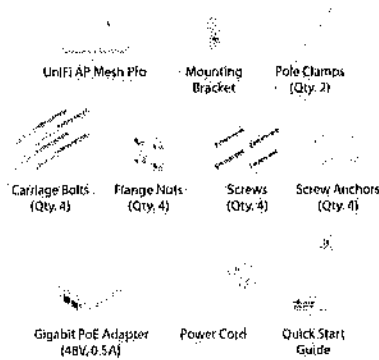 UniFi AP Mesh Pro
Mounting
Bracket
Pole Clamps
(Qty. 2)
Carriage Bolts
(Qty. 4)
Flange Nuts
(Qty. 4)
Screws
(Qty. 4)
Screw Anchors
(Qty. 4)
Gigabit PoE Adapter
(48V, 0.5A)
Power Cord
Quick Start
Guide